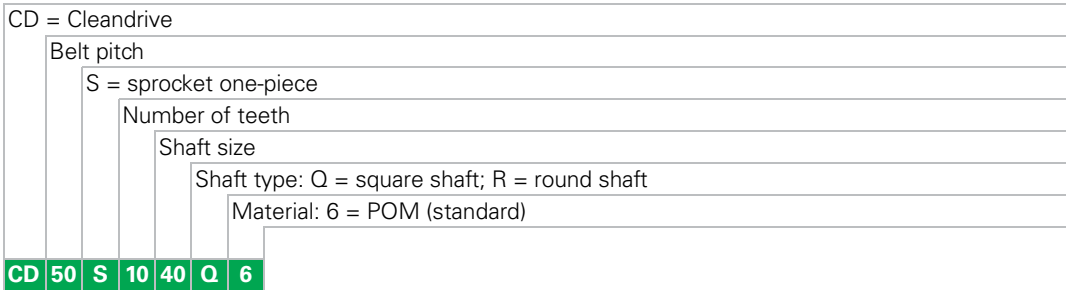 CD = Cleandrive
Belt pitch
S = sprocket one-piece
Number of teeth
Shaft size
Shaft type: Q = square shaft; R = round shaft
Material: 6 = POM (standard)
CD 50 S 10 40 Q 6